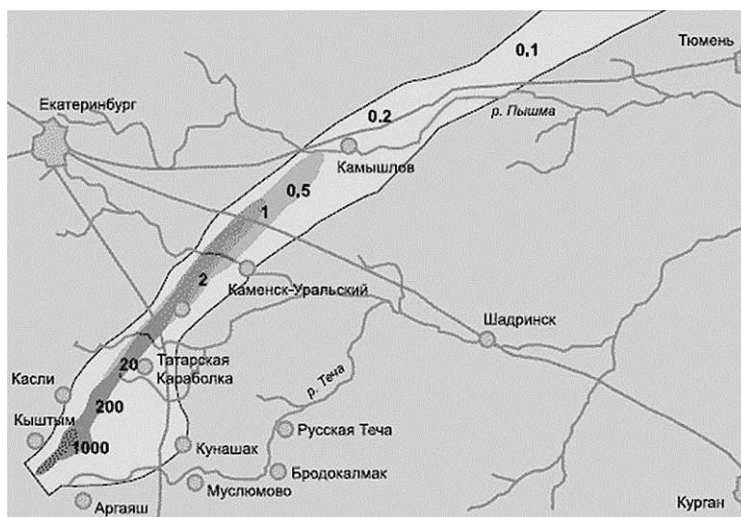 0.1
Тюмень
Екатеринбург
0.2
р. Пышма
Камышлов
0,5
1
2
Каменск-Уральский
Шадринск
20
Татарская
Караболка
р. Теча
Касли
200
Кыштым
1000
Кунашак
Русская Теча
Бродокалмак
Муслюмово
Аргаяш
Курган